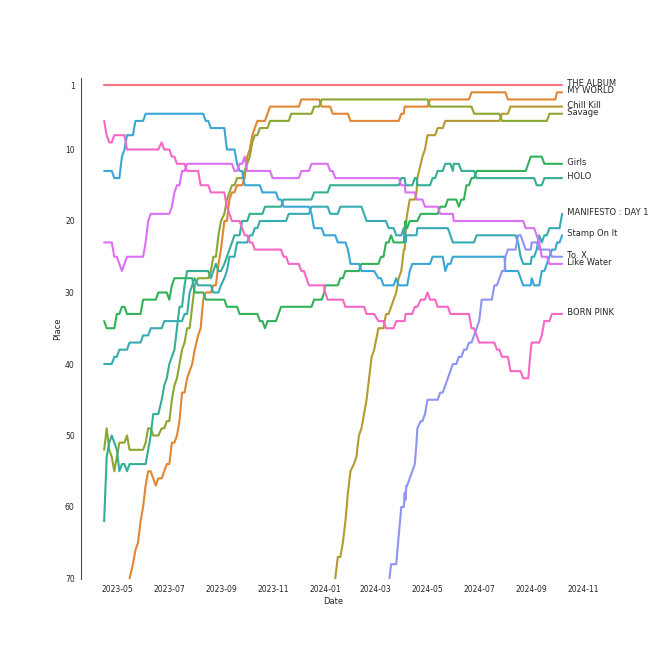 1
10
20
30
40
50
60
70
Place
2023-05
2023-07
2023-09
2023-11
2024-01
2024-03
2024-05
2024-07
2024-09
2024-11
Date
THE ALBUM
MY WORLD
Chill Kill
Savage
Girls
HOLO
MANIFESTO : DAY 1
Stamp On It
To. X
Like Water
BORN PINK